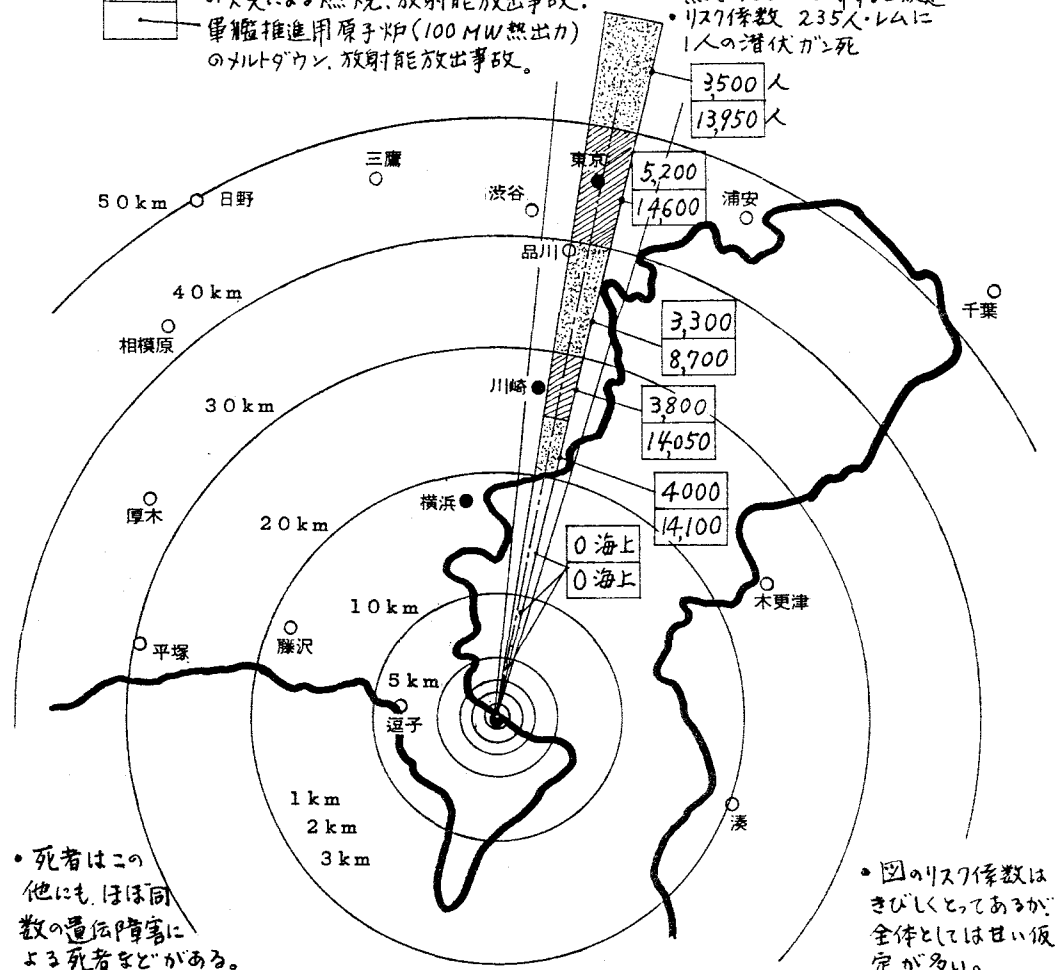 による燃焼、放射能放出事故.
軍艦推進用原子炉(100MW熱出力)
のメルトダウン、放射能放出事故。
・リスク係数 235人・レムに
1人の潜伏ガン死
3,500人
13,950人
5,200
14,600
3,300
8,700
3,800
14,050
4000
14,100
0 海上
0 海上
三鷹
東京
渋谷
浦安
50km
日野
品川
40km
千葉
相模原
川崎
30km
横浜
厚木
20km
木更津
10km
藤沢
平塚
5km
逗子
1km
2km
3km
湊
・死者はこの
他にも、ほぼ同
数の遺伝障害に
よる死者などがある。
・図のリスク係数は
きびしくとってあるが、
全体としては甘い仮
定が多い。